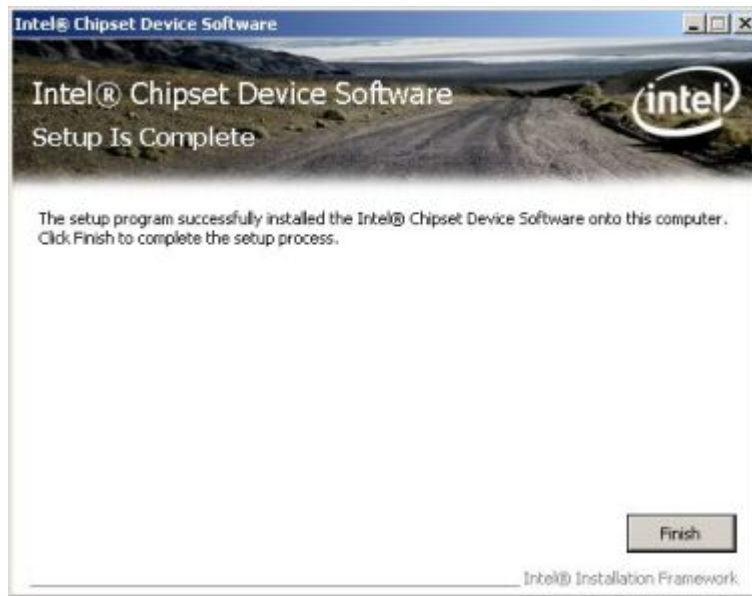 Intel® Chipset Device Software
Intel® Chipset Device Software
intel
Setup Is Complete
The setup program successfully installed the Intel® Chipset Device Software onto this computer.
Click Finish to complete the setup process.
Finish
Intel® Installation Framework